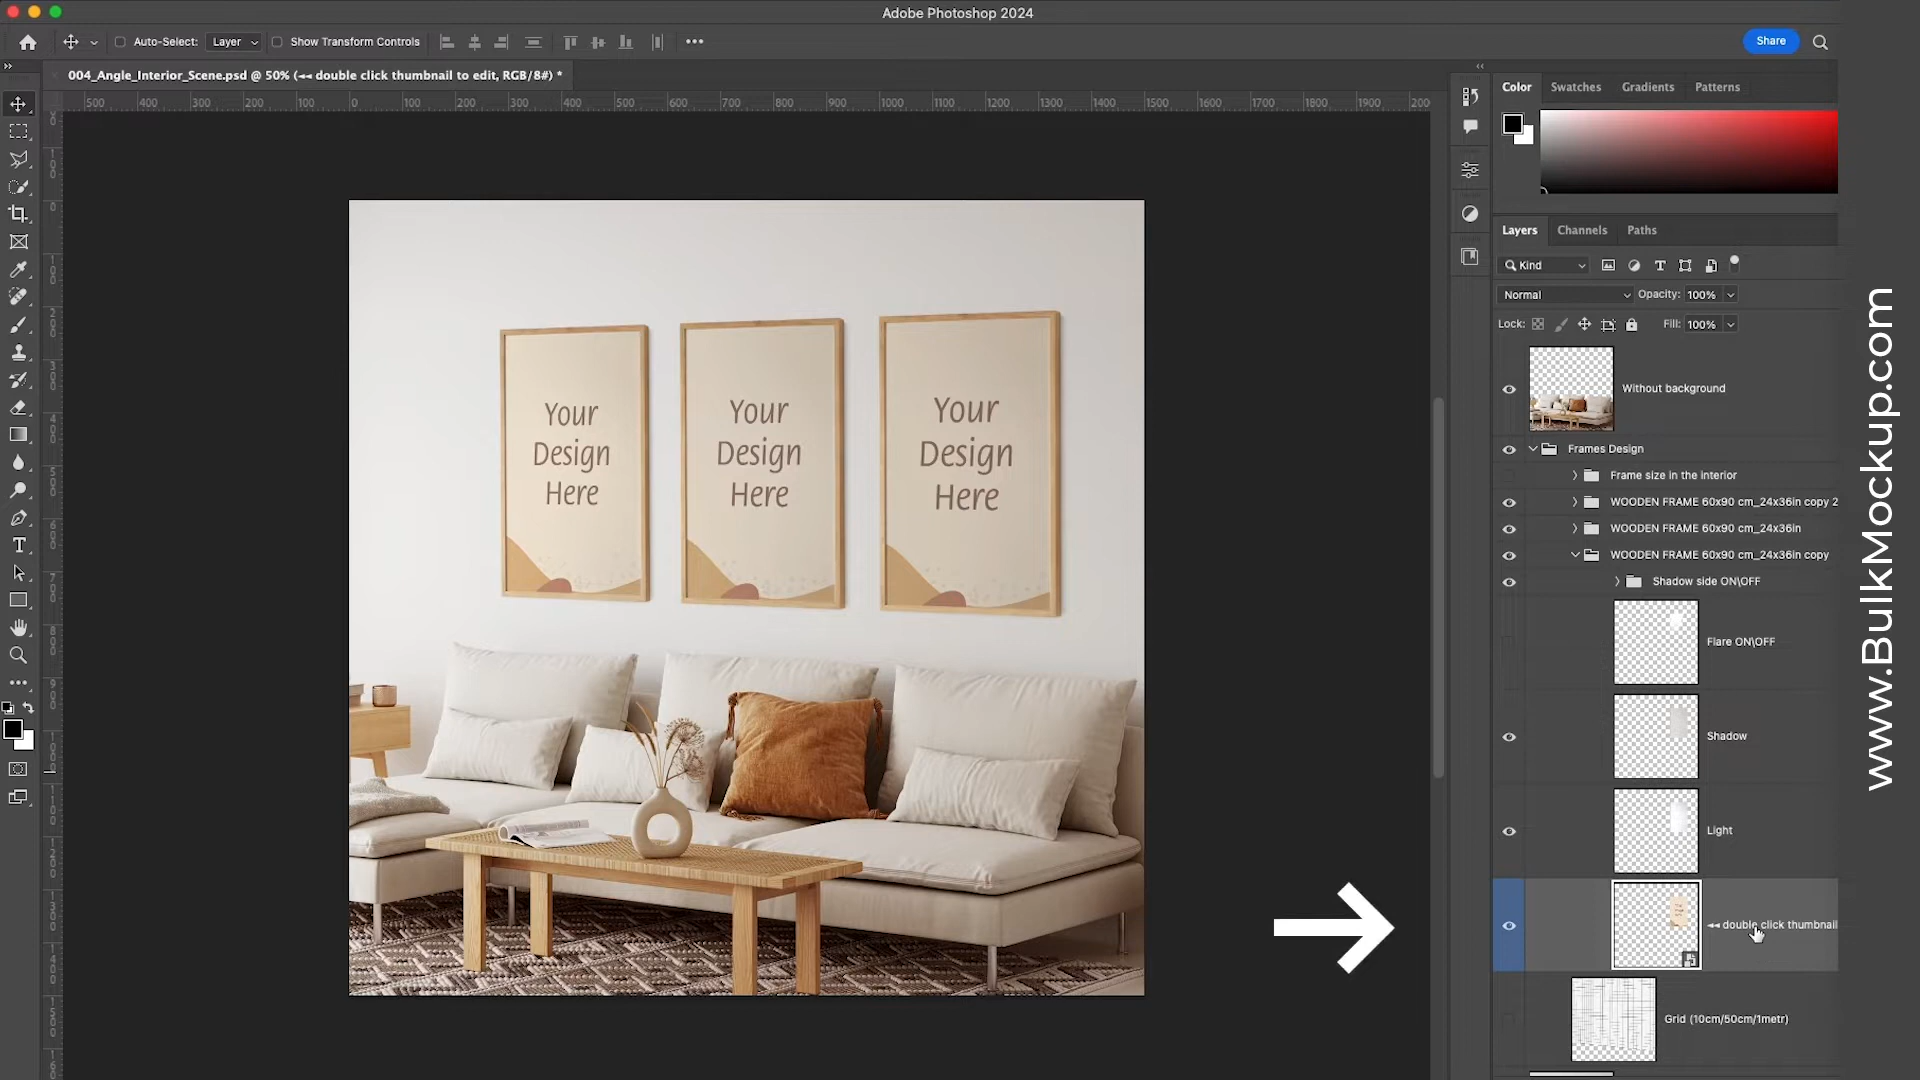 Adobe Photoshop 2024
Auto-Select: Layer Show Transform Controls
Share
004_Angle_Interior_Scene.psd @ 50% (◄◄ double click thumbnail to edit, RGB/8#) *
500 400 300 200 100 0 100 200 300 400 500 600 700 800 900 1000 1100 1200 1300 1400 1500 1600 1700 1800 1900 200
Color Swatches Gradients Patterns
Layers Channels Paths
Kind
Normal Opacity: 100%
Lock: Fill: 100%
Without background
Frames Design
Frame size in the interior
WOODEN FRAME 60x90 cm_24x36in copy 2
WOODEN FRAME 60x90 cm_24x36in
WOODEN FRAME 60x90 cm_24x36in copy
Shadow side ON\OFF
Flare ON\OFF
Shadow
Light
◄◄ double click thumbnail
Grid (10cm/50cm/1metr)
Your
Design
Here
Your
Design
Here
Your
Design
Here
www.BulkMockup.com